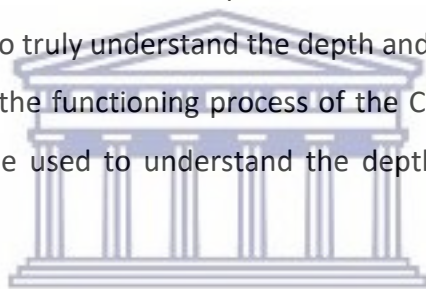 o truly understand the depth and
the functioning process of the C
e used to understand the depth